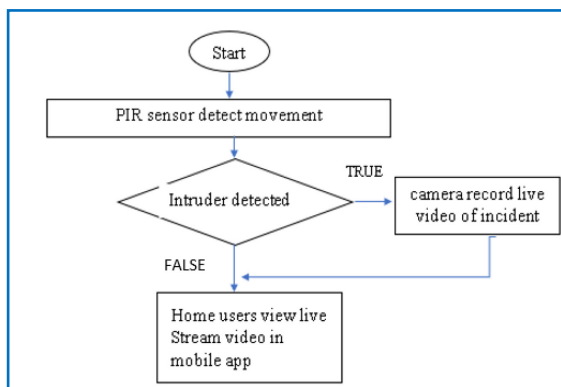 Start
PIR sensor detect movement
Intruder detected
TRUE
camera record live
video of incident
FALSE
Home users view live
Stream video in
mobile app